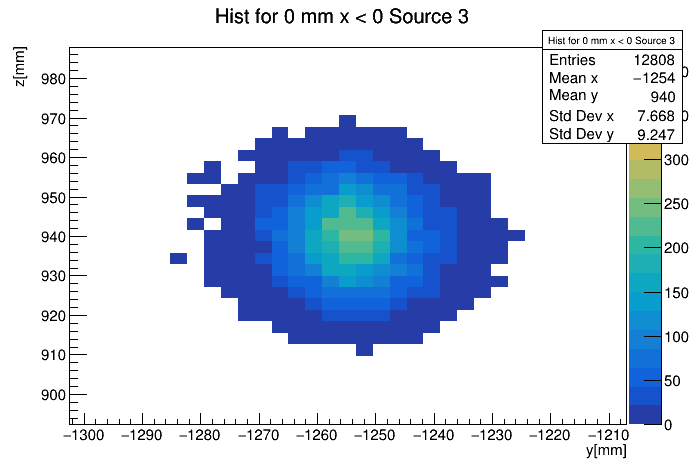 Hist for 0 mm x < 0 Source 3
Hist for 0 mm x < 0 Source 3
Entries 12808
Mean x −1254
Mean y 940
Std Dev x 7.668
Std Dev y 9.247
z[mm]
980
970
960
950
940
930
920
910
900
300
250
200
150
100
50
0
−1300 −1290 −1280 −1270 −1260 −1250 −1240 −1230 −1220 −1210
y[mm]